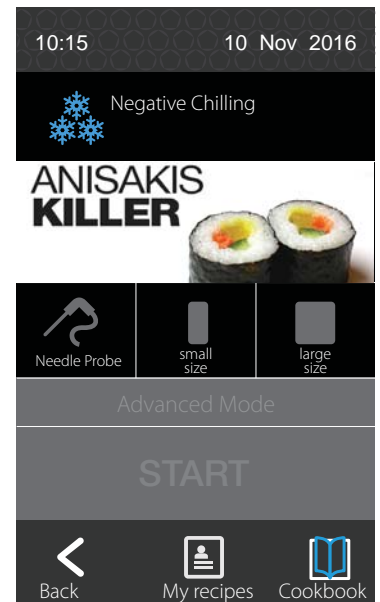 10:15 10 Nov 2016
Negative Chilling
ANISAKIS
KILLER
Needle Probe
small
size
large
size
Advanced Mode
START
Back My recipes Cookbook